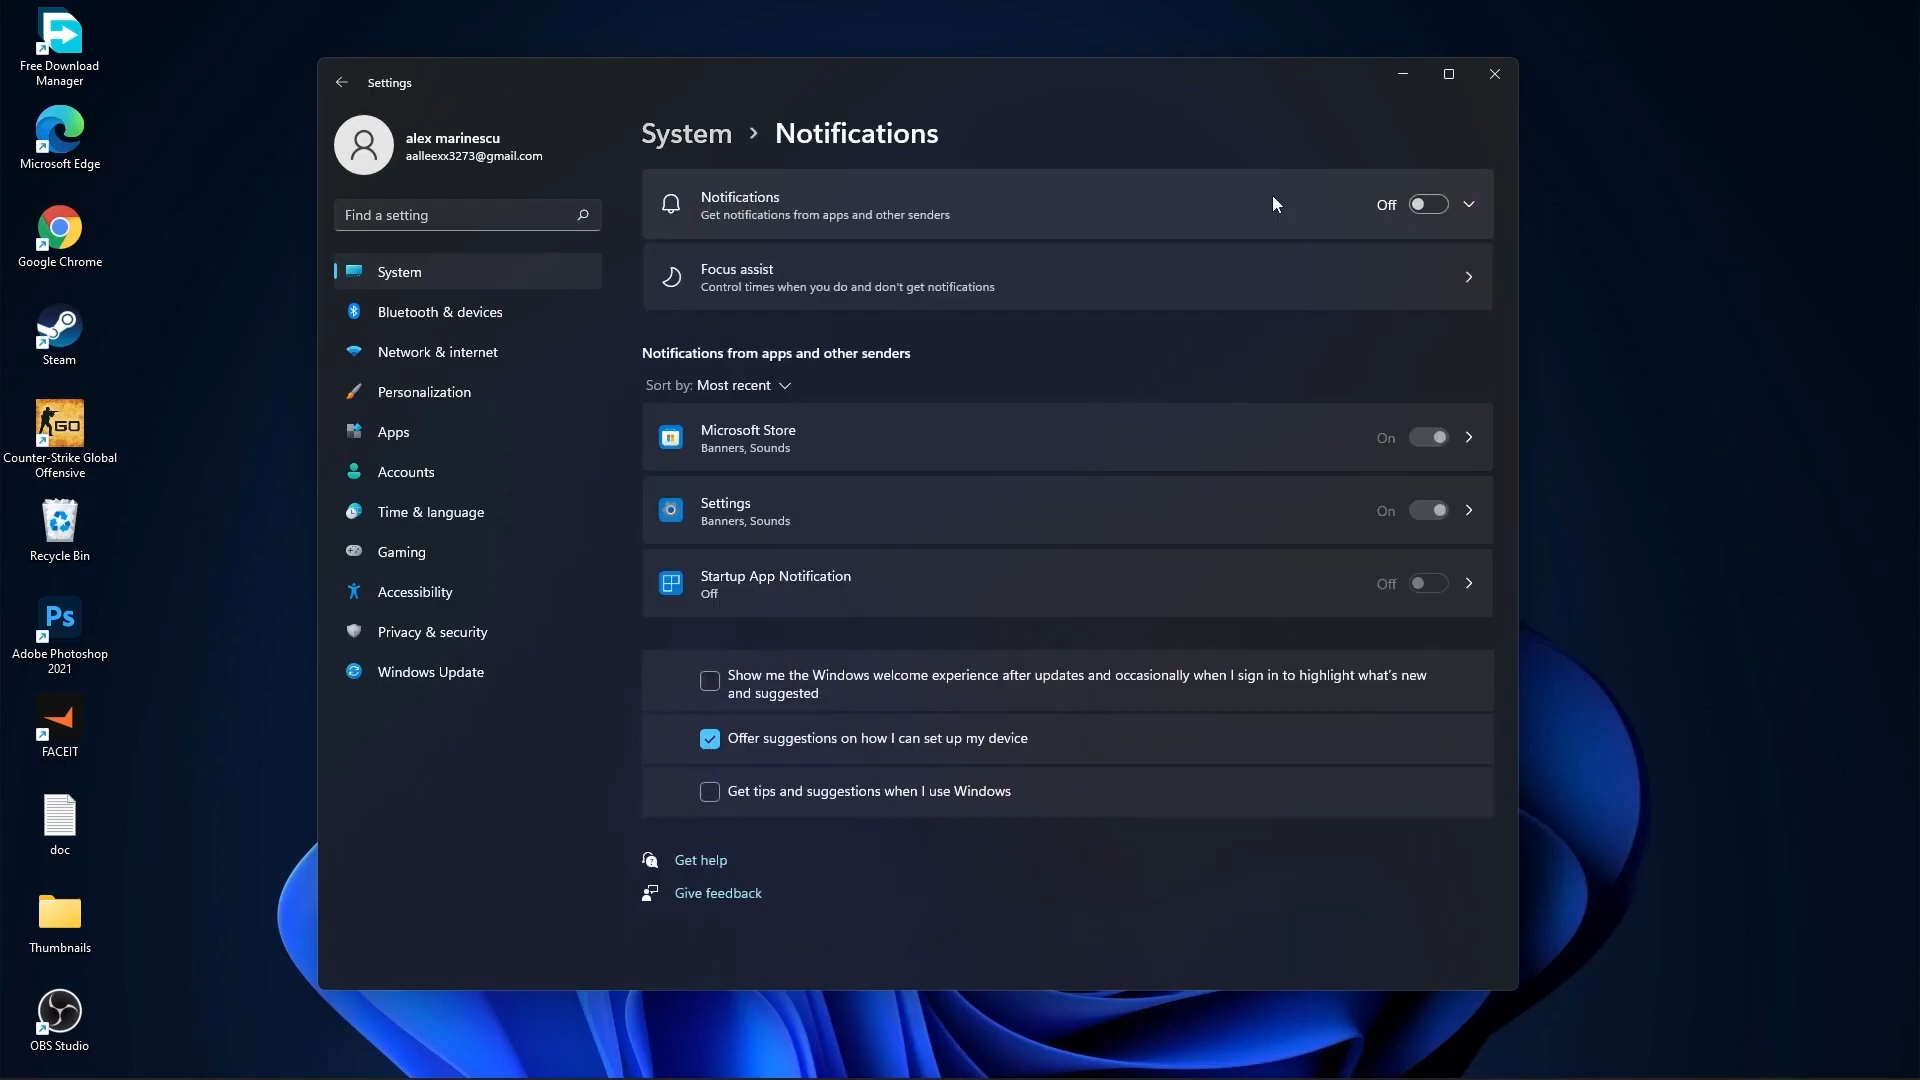 Free Download
Manager
Microsoft Edge
Google Chrome
Steam
GO
Counter-Strike Global
Offensive
Recycle Bin
Ps
Adobe Photoshop
2021
FACEIT
doc
Thumbnails
OBS Studio
Settings
alex marinescu
aalleexx3273@gmail.com
Find a setting
System
Bluetooth & devices
Network & internet
Personalization
Apps
Accounts
Time & language
Gaming
Accessibility
Privacy & security
Windows Update
System > Notifications
Notifications
Get notifications from apps and other senders
Off
Focus assist
Control times when you do and don't get notifications
Notifications from apps and other senders
Sort by: Most recent
Microsoft Store
Banners, Sounds
On
Settings
Banners, Sounds
On
Startup App Notification
Off
Off
Show me the Windows welcome experience after updates and occasionally when I sign in to highlight what's new
and suggested
Offer suggestions on how I can set up my device
Get tips and suggestions when I use Windows
Get help
Give feedback